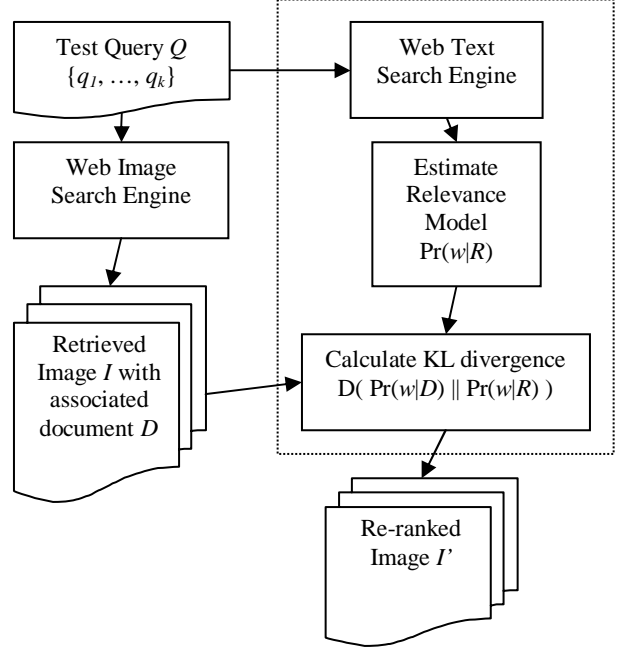 Test Query Q
{q1, …, qk}
Web Text
Search Engine
Web Image
Search Engine
Estimate
Relevance
Model
Pr(w|R)
Retrieved
Image I with
associated
document D
Calculate KL divergence
D( Pr(w|D) || Pr(w|R) )
Re-ranked
Image I’